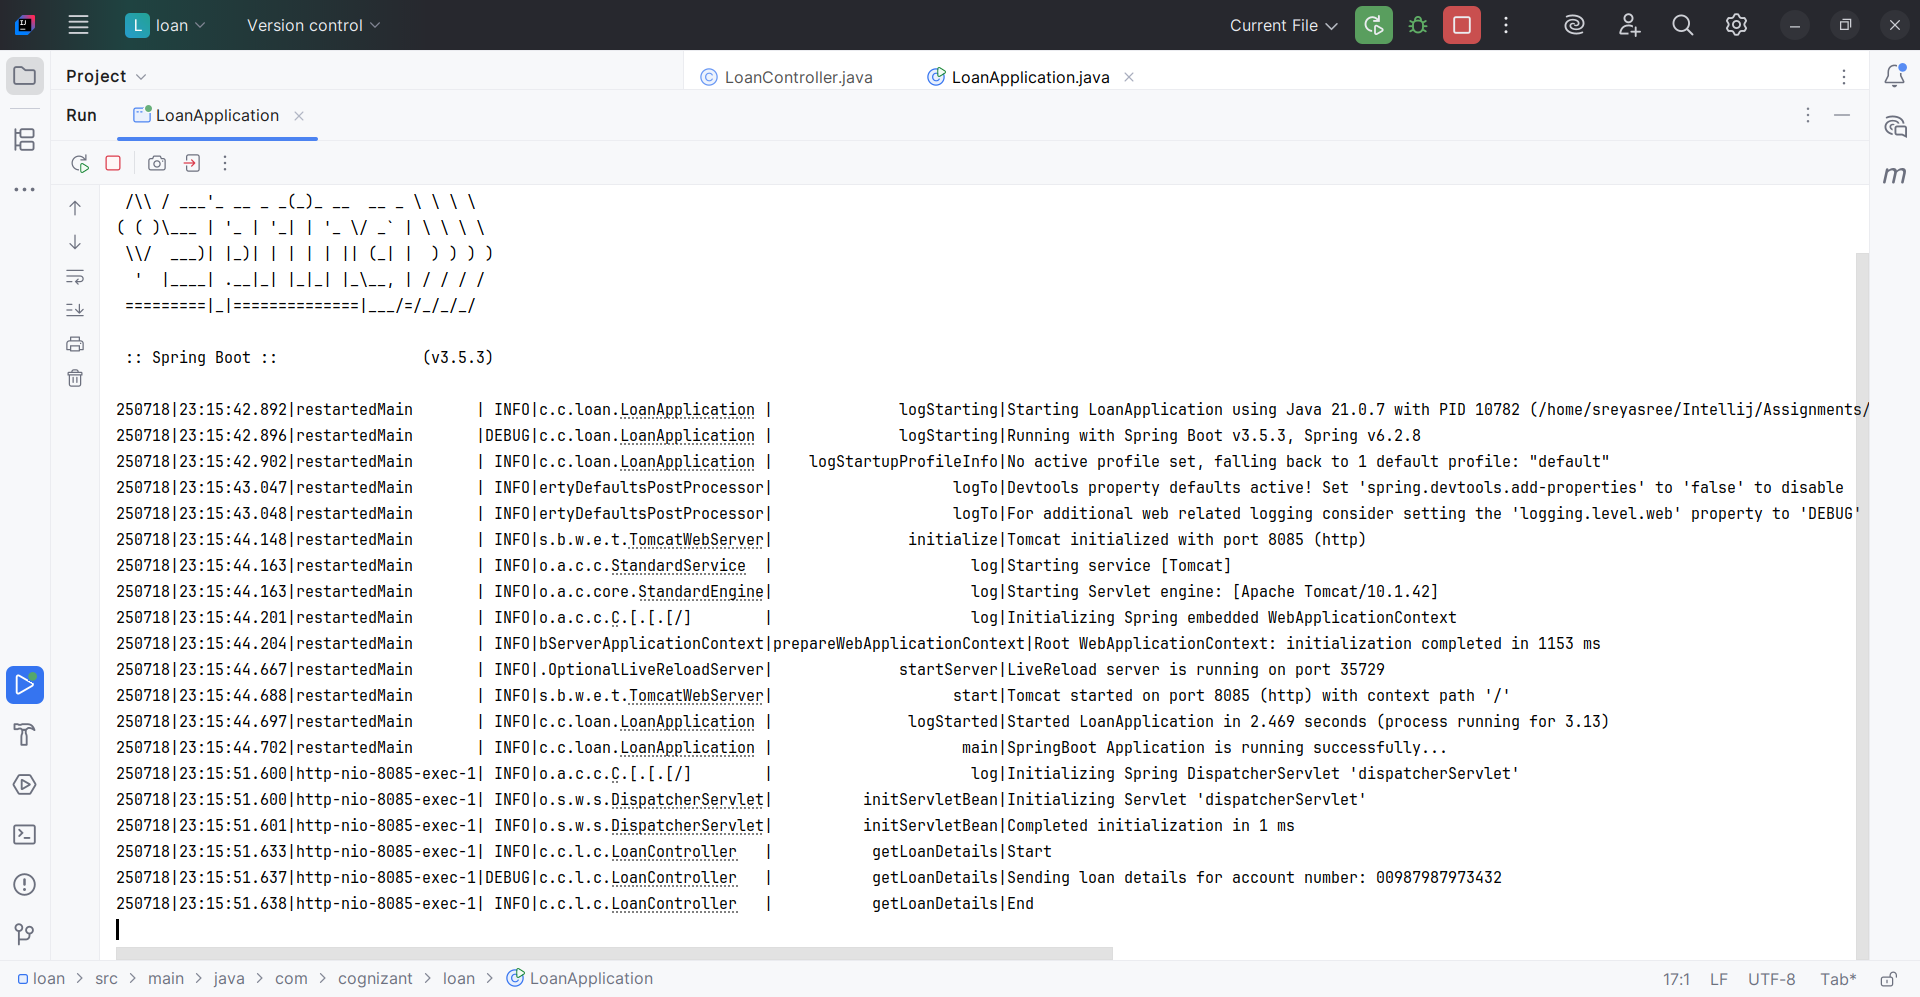 L loan Version control Current File
Project LoanController.java LoanApplication.java
Run LoanApplication
 /\\ / ___'_ __ _ _(_)_ __  __ _ \ \ \ \
( ( )\___ | '_ | '_| | '_ \/ _` | \ \ \ \
 \\/  ___)| |_)| | | | | || (_| |  ) ) ) )
  '  |____| .__|_| |_|_| |_\__, | / / / /
 =========|_|==============|___/=/_/_/_/
 :: Spring Boot ::                (v3.5.3)
250718|23:15:42.892|restartedMain       | INFO|c.c.loan.LoanApplication |              logStarting|Starting LoanApplication using Java 21.0.7 with PID 10782 (/home/sreyasree/Intellij/Assignments/
250718|23:15:42.896|restartedMain       |DEBUG|c.c.loan.LoanApplication |              logStarting|Running with Spring Boot v3.5.3, Spring v6.2.8
250718|23:15:42.902|restartedMain       | INFO|c.c.loan.LoanApplication |    logStartupProfileInfo|No active profile set, falling back to 1 default profile: "default"
250718|23:15:43.047|restartedMain       | INFO|ertyDefaultsPostProcessor|                    logTo|Devtools property defaults active! Set 'spring.devtools.add-properties' to 'false' to disable
250718|23:15:43.048|restartedMain       | INFO|ertyDefaultsPostProcessor|                    logTo|For additional web related logging consider setting the 'logging.level.web' property to 'DEBUG'
250718|23:15:44.148|restartedMain       | INFO|s.b.w.e.t.TomcatWebServer|               initialize|Tomcat initialized with port 8085 (http)
250718|23:15:44.163|restartedMain       | INFO|o.a.c.c.StandardService  |                      log|Starting service [Tomcat]
250718|23:15:44.163|restartedMain       | INFO|o.a.c.core.StandardEngine|                      log|Starting Servlet engine: [Apache Tomcat/10.1.42]
250718|23:15:44.201|restartedMain       | INFO|o.a.c.c.C.[.[.[/]        |                      log|Initializing Spring embedded WebApplicationContext
250718|23:15:44.204|restartedMain       | INFO|bServerApplicationContext|prepareWebApplicationContext|Root WebApplicationContext: initialization completed in 1153 ms
250718|23:15:44.667|restartedMain       | INFO|.OptionalLiveReloadServer|              startServer|LiveReload server is running on port 35729
250718|23:15:44.688|restartedMain       | INFO|s.b.w.e.t.TomcatWebServer|                    start|Tomcat started on port 8085 (http) with context path '/'
250718|23:15:44.697|restartedMain       | INFO|c.c.loan.LoanApplication |               logStarted|Started LoanApplication in 2.469 seconds (process running for 3.13)
250718|23:15:44.702|restartedMain       | INFO|c.c.loan.LoanApplication |                     main|SpringBoot Application is running successfully...
250718|23:15:51.600|http-nio-8085-exec-1| INFO|o.a.c.c.C.[.[.[/]        |                      log|Initializing Spring DispatcherServlet 'dispatcherServlet'
250718|23:15:51.600|http-nio-8085-exec-1| INFO|o.s.w.s.DispatcherServlet|          initServletBean|Initializing Servlet 'dispatcherServlet'
250718|23:15:51.601|http-nio-8085-exec-1| INFO|o.s.w.s.DispatcherServlet|          initServletBean|Completed initialization in 1 ms
250718|23:15:51.633|http-nio-8085-exec-1| INFO|c.c.l.c.LoanController   |           getLoanDetails|Start
250718|23:15:51.637|http-nio-8085-exec-1|DEBUG|c.c.l.c.LoanController   |           getLoanDetails|Sending loan details for account number: 00987987973432
250718|23:15:51.638|http-nio-8085-exec-1| INFO|c.c.l.c.LoanController   |           getLoanDetails|End
loan > src > main > java > com > cognizant > loan > LoanApplication 17:1 LF UTF-8 Tab*